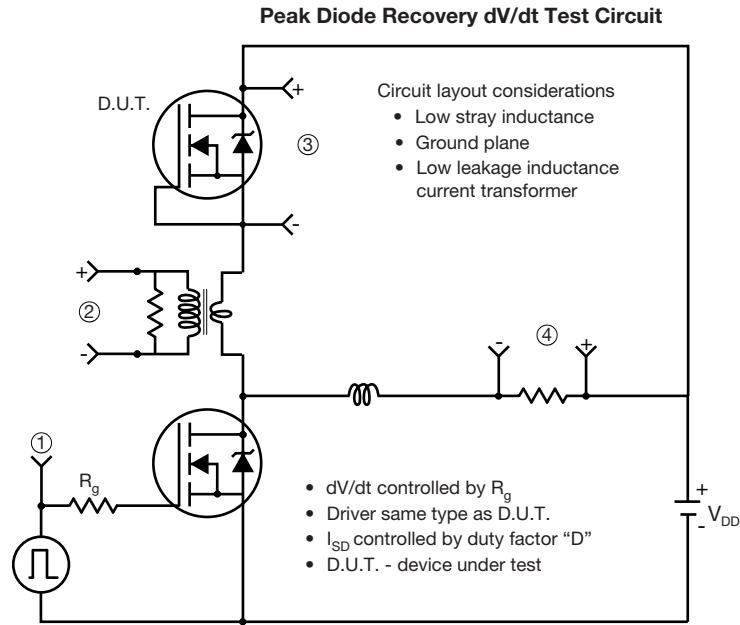 Peak Diode Recovery dV/dt Test Circuit
D.U.T.
+
③
-
Circuit layout considerations
• Low stray inductance
• Ground plane
• Low leakage inductance
current transformer
+
②
-
-
④
+
①
Rg
• dV/dt controlled by Rg
• Driver same type as D.U.T.
• ISD controlled by duty factor “D”
• D.U.T. - device under test
+
VDD
-